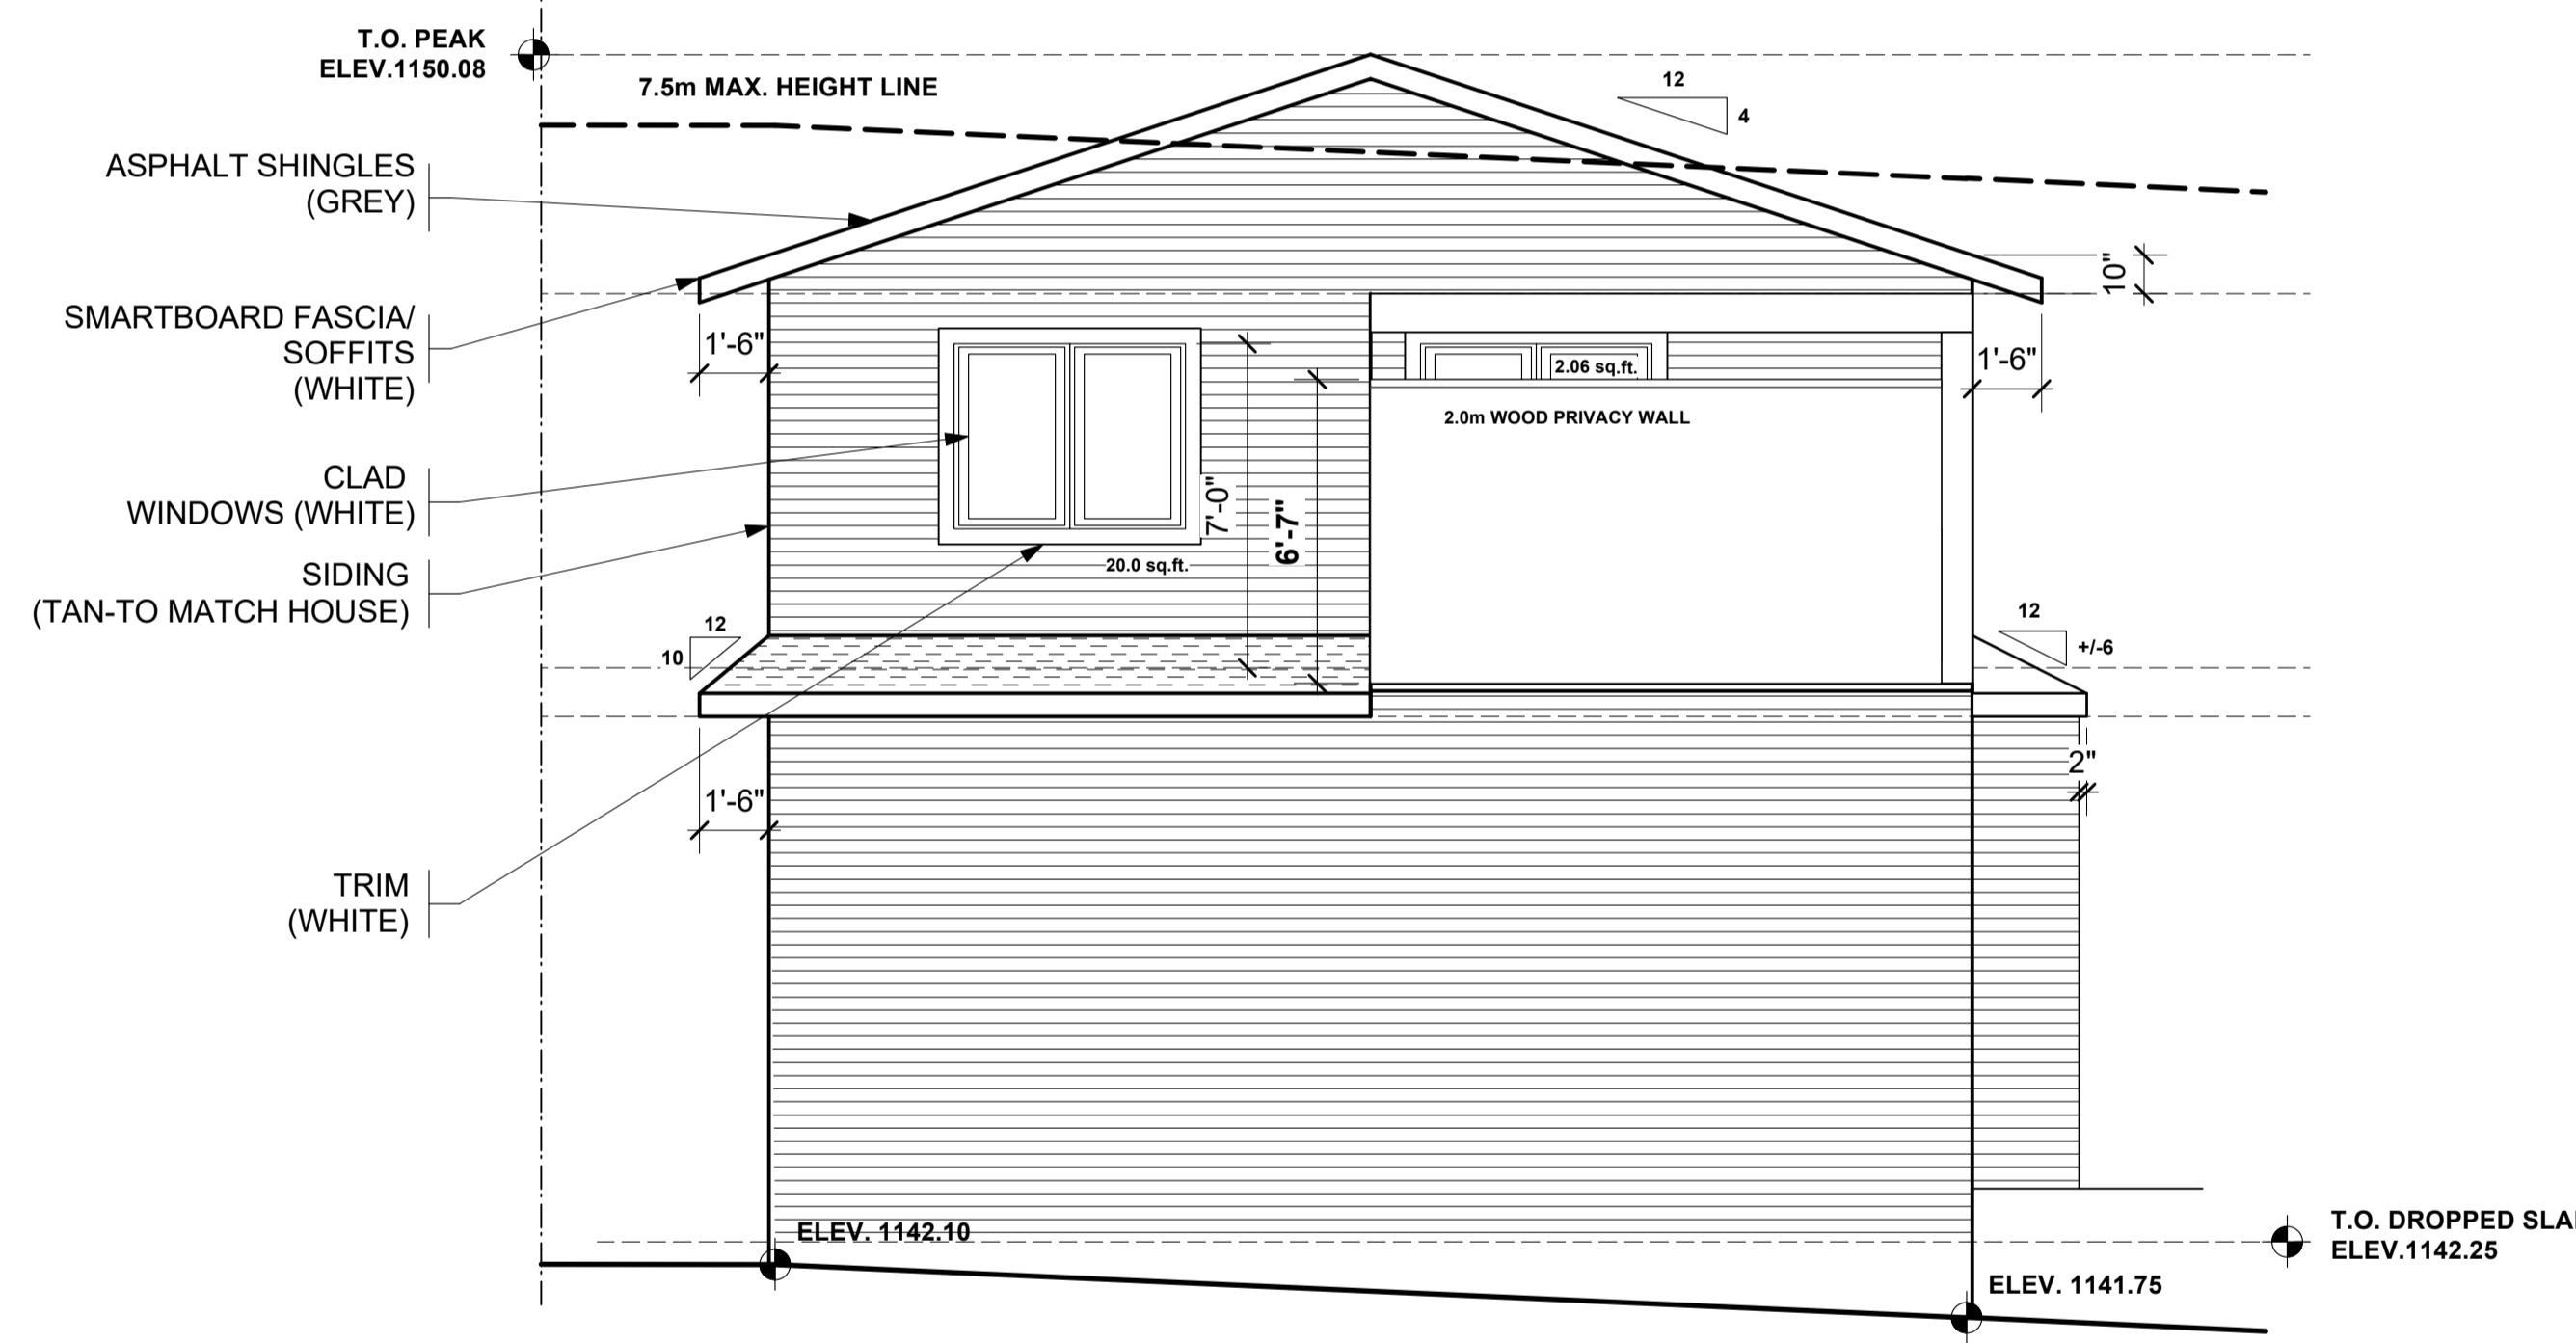 T.O. PEAK
ELEV.1150.08
7.5m MAX. HEIGHT LINE
12
4
ASPHALT SHINGLES
(GREY)
10"
SMARTBOARD FASCIA/
SOFFITS
(WHITE)
1'-6"
2.06 sq.ft.
1'-6"
2.0m WOOD PRIVACY WALL
CLAD
WINDOWS (WHITE)
7'-0"
6'-7"
20.0 sq.ft.
SIDING
(TAN-TO MATCH HOUSE)
12
10
12
+/-6
2"
1'-6"
TRIM
(WHITE)
ELEV. 1142.10
T.O. DROPPED SLA
ELEV.1142.25
ELEV. 1141.75